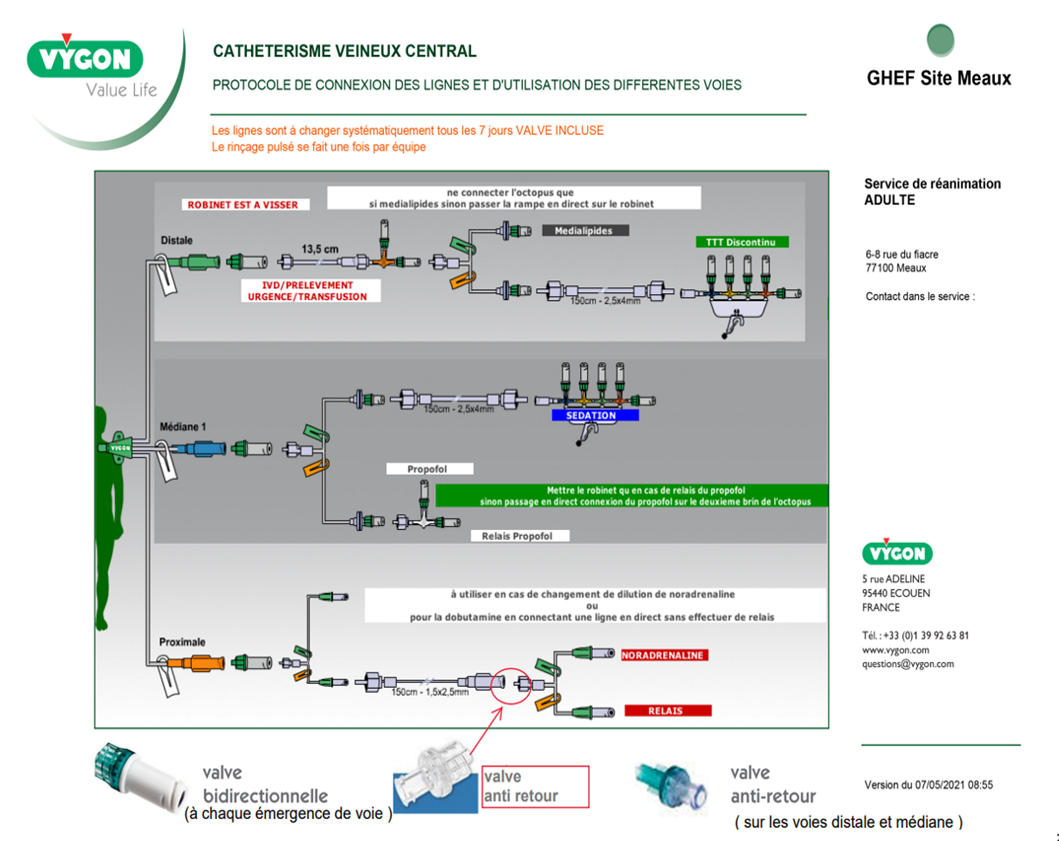 VYGON
Value Life
CATHETERISME VEINEUX CENTRAL
PROTOCOLE DE CONNEXION DES LIGNES ET D'UTILISATION DES DIFFERENTES VOIES
Les lignes sont à changer systématiquement tous les 7 jours VALVE INCLUSE
Le rinçage pulsé se fait une fois par équipe
GHEF Site Meaux
Service de réanimation
ADULTE
6-8 rue du fiacre
77100 Meaux
Contact dans le service :
ROBINET EST A VISSER
ne connecter l'octopus que
si medialipides sinon passer la rampe en direct sur le robinet
Distale
13,5 cm
Medialipides
TTT Discontinu
IVD/PRELEVEMENT
URGENCE/TRANSFUSION
150cm - 2,5x4mm
Médiane 1
150cm - 2,5x4mm
SEDATION
VYGON
Propofol
Mettre le robinet qu en cas de relais du propofol
sinon passage en direct connexion du propofol sur le deuxieme brin de l'octopus
Relais Propofol
à utiliser en cas de changement de dilution de noradrenaline
ou
pour la dobutamine en connectant une ligne en direct sans effectuer de relais
Proximale
NORADRENALINE
150cm - 1,5x2,5mm
RELAIS
VYGON
5 rue ADELINE
95440 ECOUEN
FRANCE
Tél. : +33 (0)1 39 92 63 81
www.vygon.com
questions@vygon.com
valve
bidirectionnelle
(à chaque émergence de voie )
valve
anti retour
valve
anti-retour
( sur les voies distale et médiane )
Version du 07/05/2021 08:55